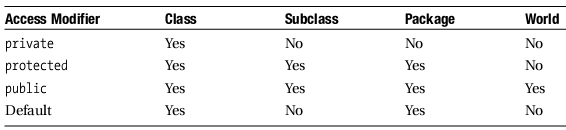 Access Modifier Class Subclass Package World
private Yes No No No
protected Yes Yes Yes No
public Yes Yes Yes Yes
Default Yes No Yes No